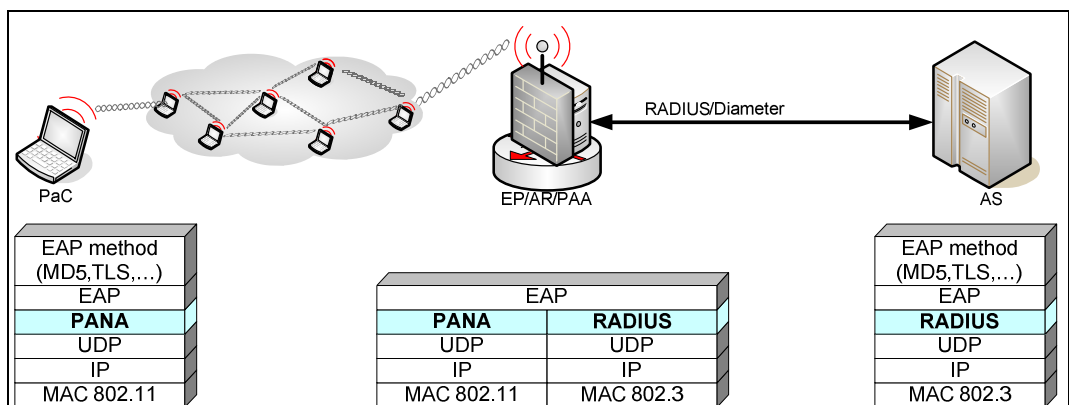 RADIUS/Diameter
PaC
EP/AR/PAA
AS
EAP method
(MD5,TLS,…)
EAP
PANA
UDP
IP
MAC 802.11
EAP
PANA RADIUS
UDP UDP
IP IP
MAC 802.11 MAC 802.3
EAP method
(MD5,TLS,…)
EAP
RADIUS
UDP
IP
MAC 802.3